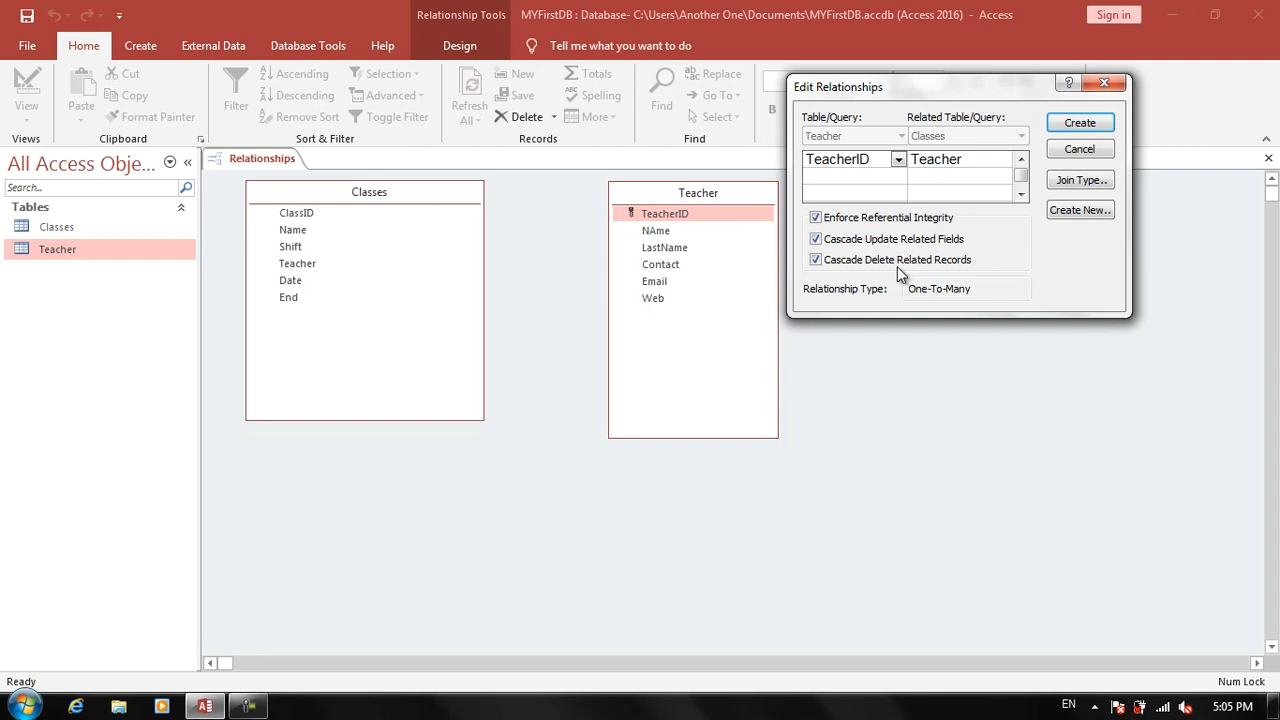 Relationship Tools
MYFirstDB : Database- C:\Users\Another One\Documents\MYFirstDB.accdb (Access 2016) - Access
Sign in
File
Home
Create
External Data
Database Tools
Help
Design
Tell me what you want to do
View
Views
Paste
Cut
Copy
Format Painter
Clipboard
Filter
Ascending
Descending
Remove Sort
Selection
Advanced
Toggle Filter
Sort & Filter
Refresh
All
New
Save
Delete
Totals
Spelling
More
Records
Find
Replace
Go To
Select
Find
B
All Access Obje...
Search...
Tables
Classes
Teacher
Relationships
Classes
ClassID
Name
Shift
Teacher
Date
End
Teacher
TeacherID
NAme
LastName
Contact
Email
Web
Edit Relationships
?
Table/Query:
Related Table/Query:
Teacher
Classes
TeacherID
Teacher
Enforce Referential Integrity
Cascade Update Related Fields
Cascade Delete Related Records
Relationship Type:
One-To-Many
Create
Cancel
Join Type..
Create New..
Ready
Num Lock
EN
5:05 PM